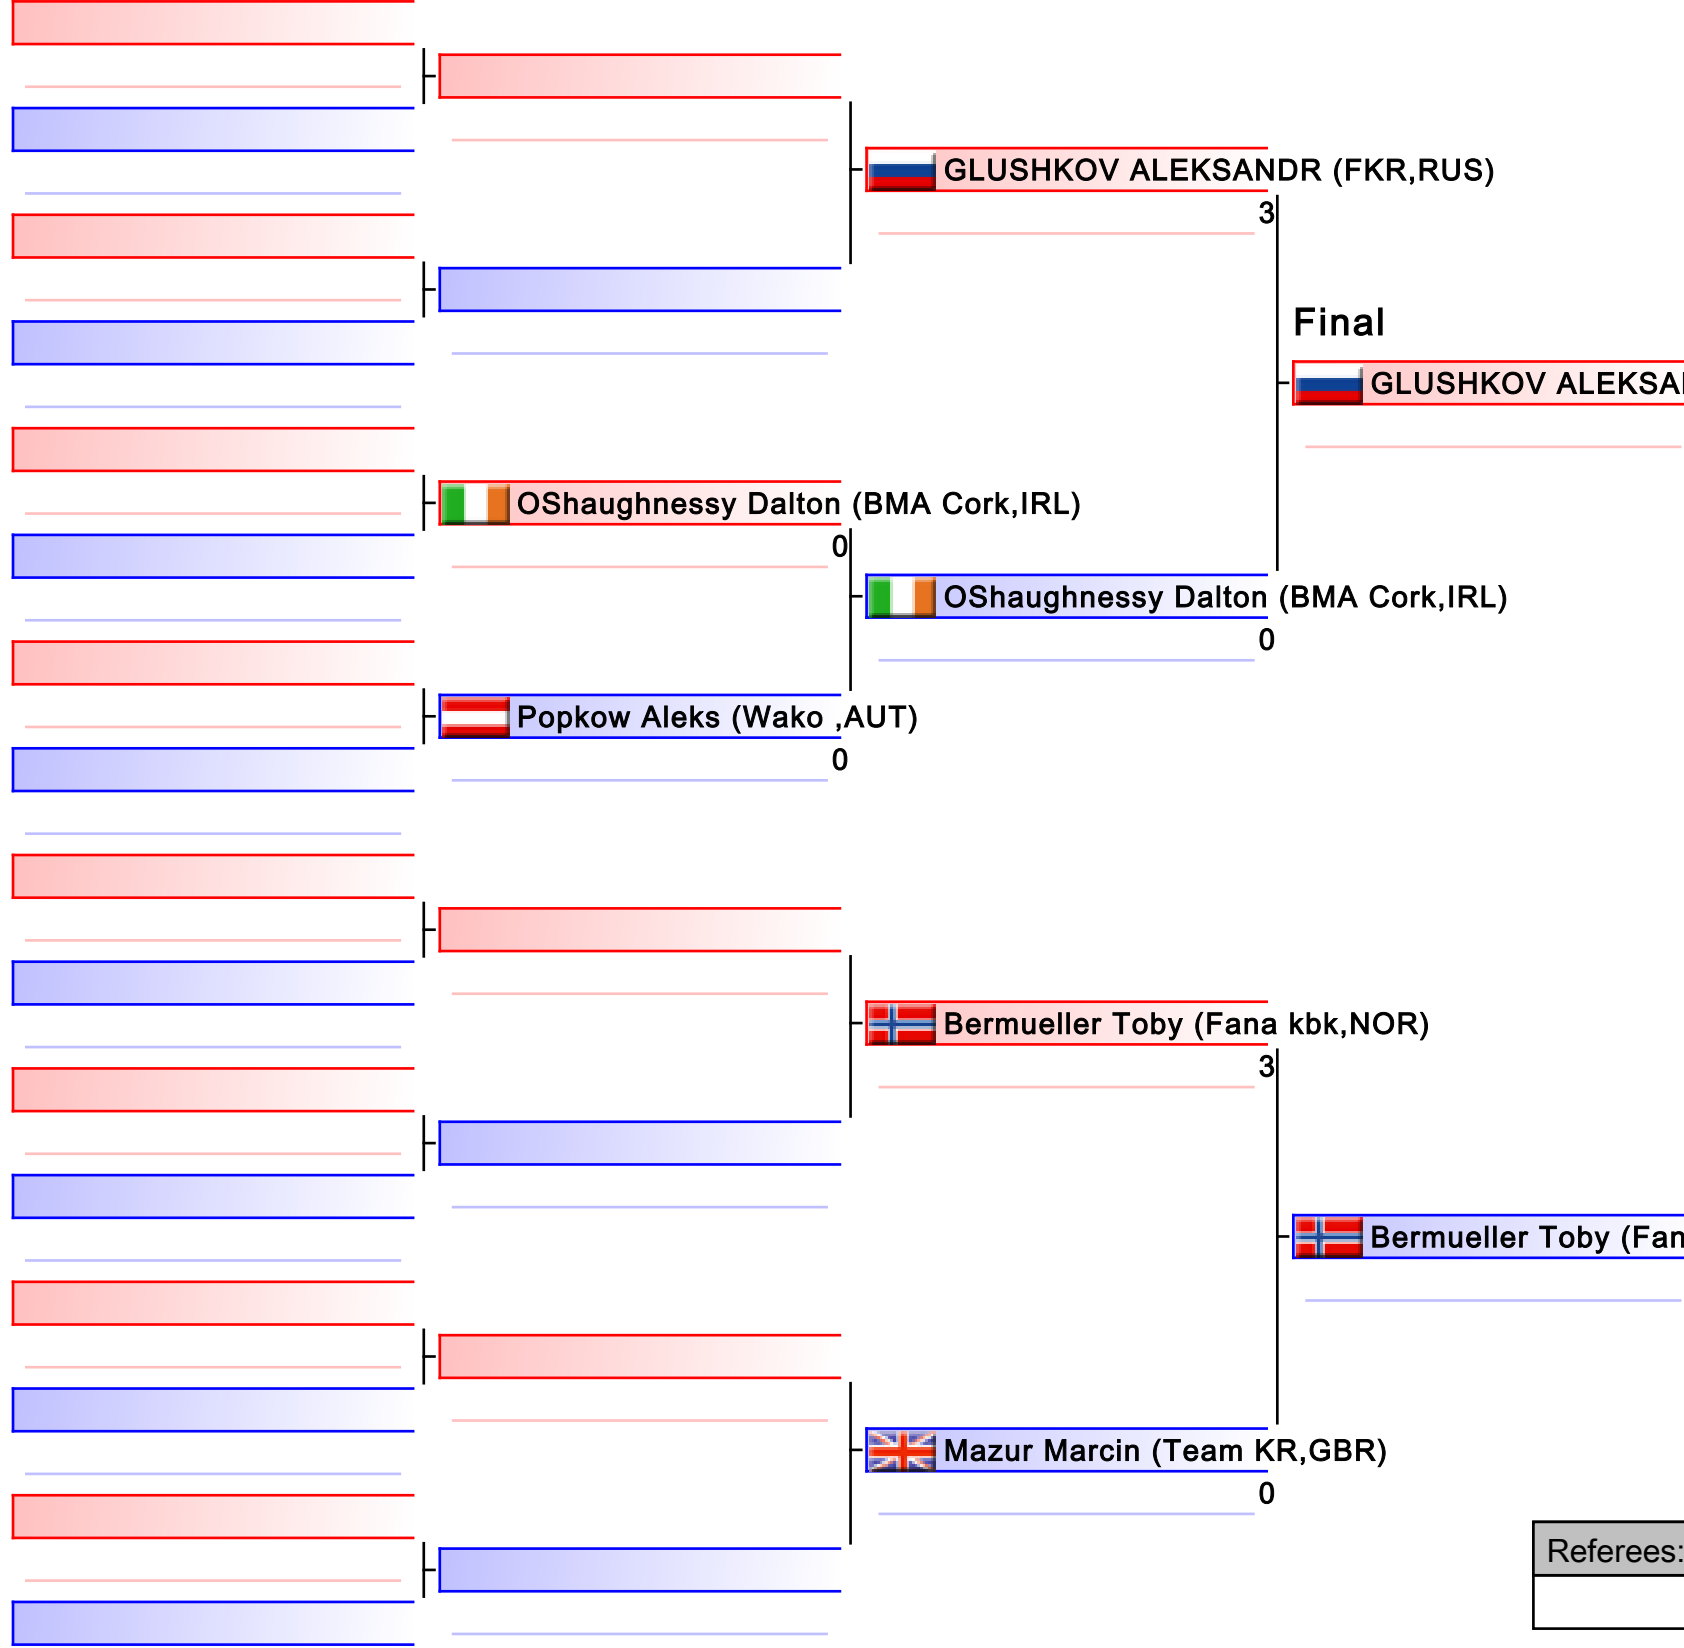 GLUSHKOV ALEKSANDR (FKR,RUS)
3
Final
GLUSHKOV ALEKSAN
OShaughnessy Dalton (BMA Cork,IRL)
0
OShaughnessy Dalton (BMA Cork,IRL)
0
Popkow Aleks (Wako ,AUT)
0
Bermueller Toby (Fana kbk,NOR)
3
Bermueller Toby (Fan
Mazur Marcin (Team KR,GBR)
0
Referees: